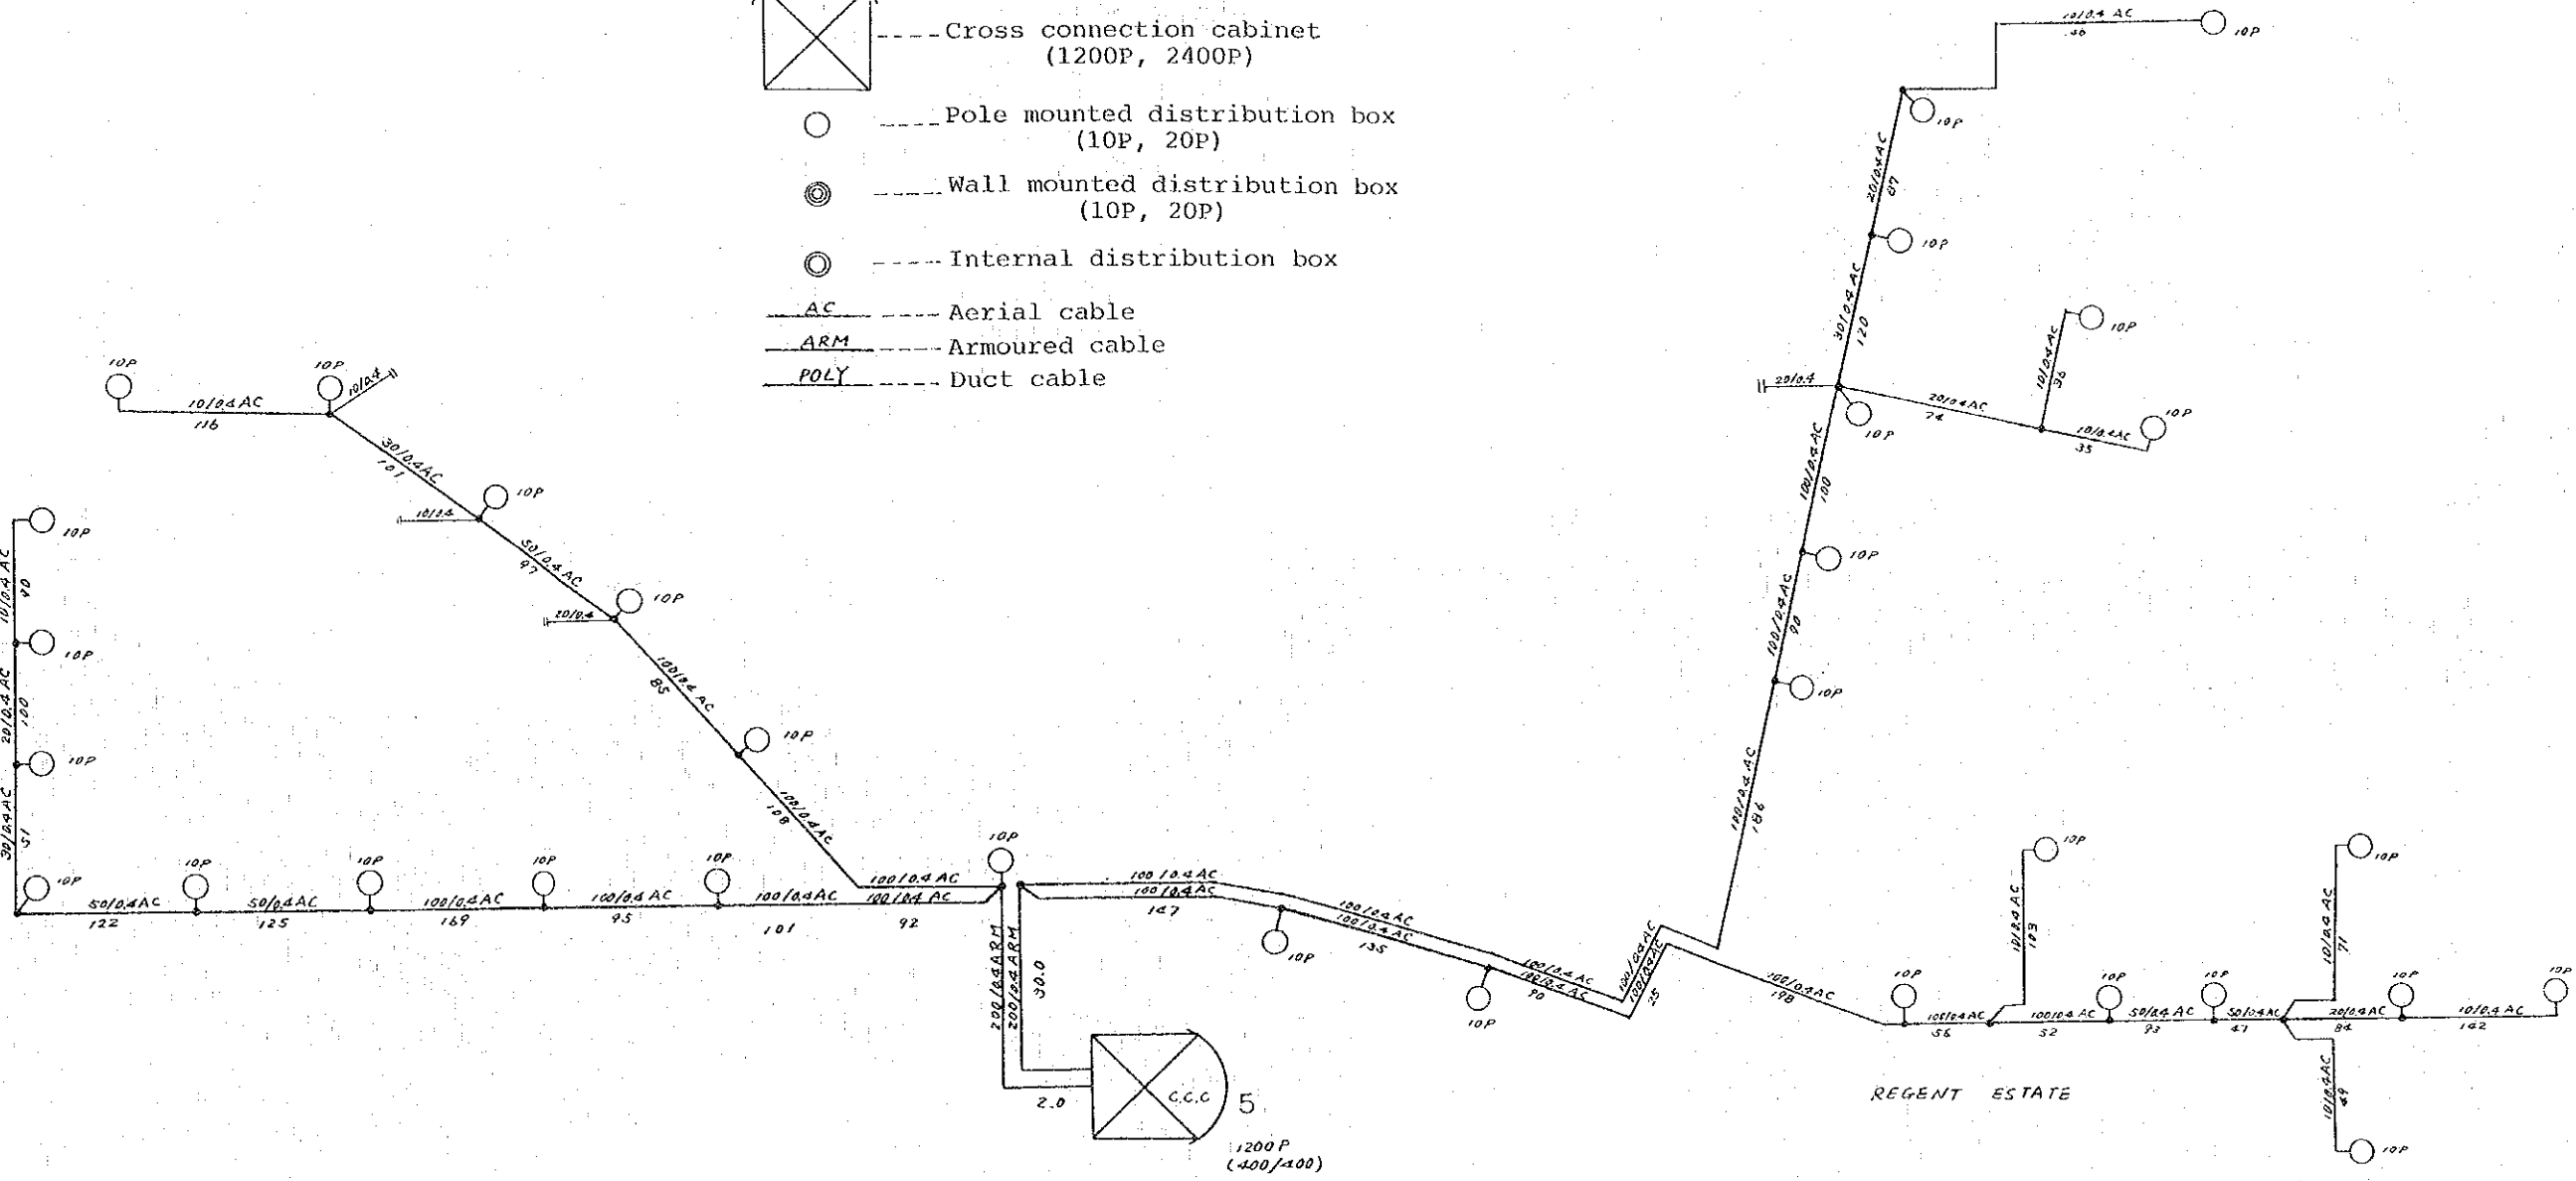 Cross connection cabinet
(1200P, 2400P)
Pole mounted distribution box
(10P, 20P)
Wall mounted distribution box
(10P, 20P)
Internal distribution box
AC Aerial cable
ARM Armoured cable
POLY Duct cable
10P
10P
10/0.4
10/0.4 AC
116
30/0.4 AC
101
10P
10/0.4
50/0.4 AC
97
10P
20/0.4
100/0.4 AC
85
10P
100/0.4 AC
108
10P
10/0.4 AC
90
10P
20/0.4 AC
100
10P
30/0.4 AC
51
10P
50/0.4 AC
122
10P
50/0.4 AC
125
10P
100/0.4 AC
169
10P
100/0.4 AC
95
10P
100/0.4 AC
101
100/0.4 AC
100/0.4 AC
92
10P
200/0.4 ARM
200/0.4 ARM
30.0
2.0
C.C.C
5
1200P
(400/400)
100/0.4 AC
100/0.4 AC
147
10P
100/0.4 AC
100/0.4 AC
135
10P
100/0.4 AC
100/0.4 AC
90
100/0.4 AC
100/0.4 AC
25
100/0.4 AC
186
10P
100/0.4 AC
90
10P
100/0.4 AC
100
10P
20/0.4
30/0.4 AC
120
10P
20/0.4 AC
87
10P
10/0.4 AC
36
10P
20/0.4 AC
74
10/0.4 AC
36
10P
10/0.4 AC
35
10P
100/0.4 AC
198
10P
100/0.4 AC
10/0.4 AC
103
10P
100/0.4 AC
52
10P
50/0.4 AC
93
10P
50/0.4 AC
47
10/0.4 AC
71
10P
20/0.4 AC
84
10P
10/0.4 AC
142
10P
10/0.4 AC
49
10P
REGENT ESTATE